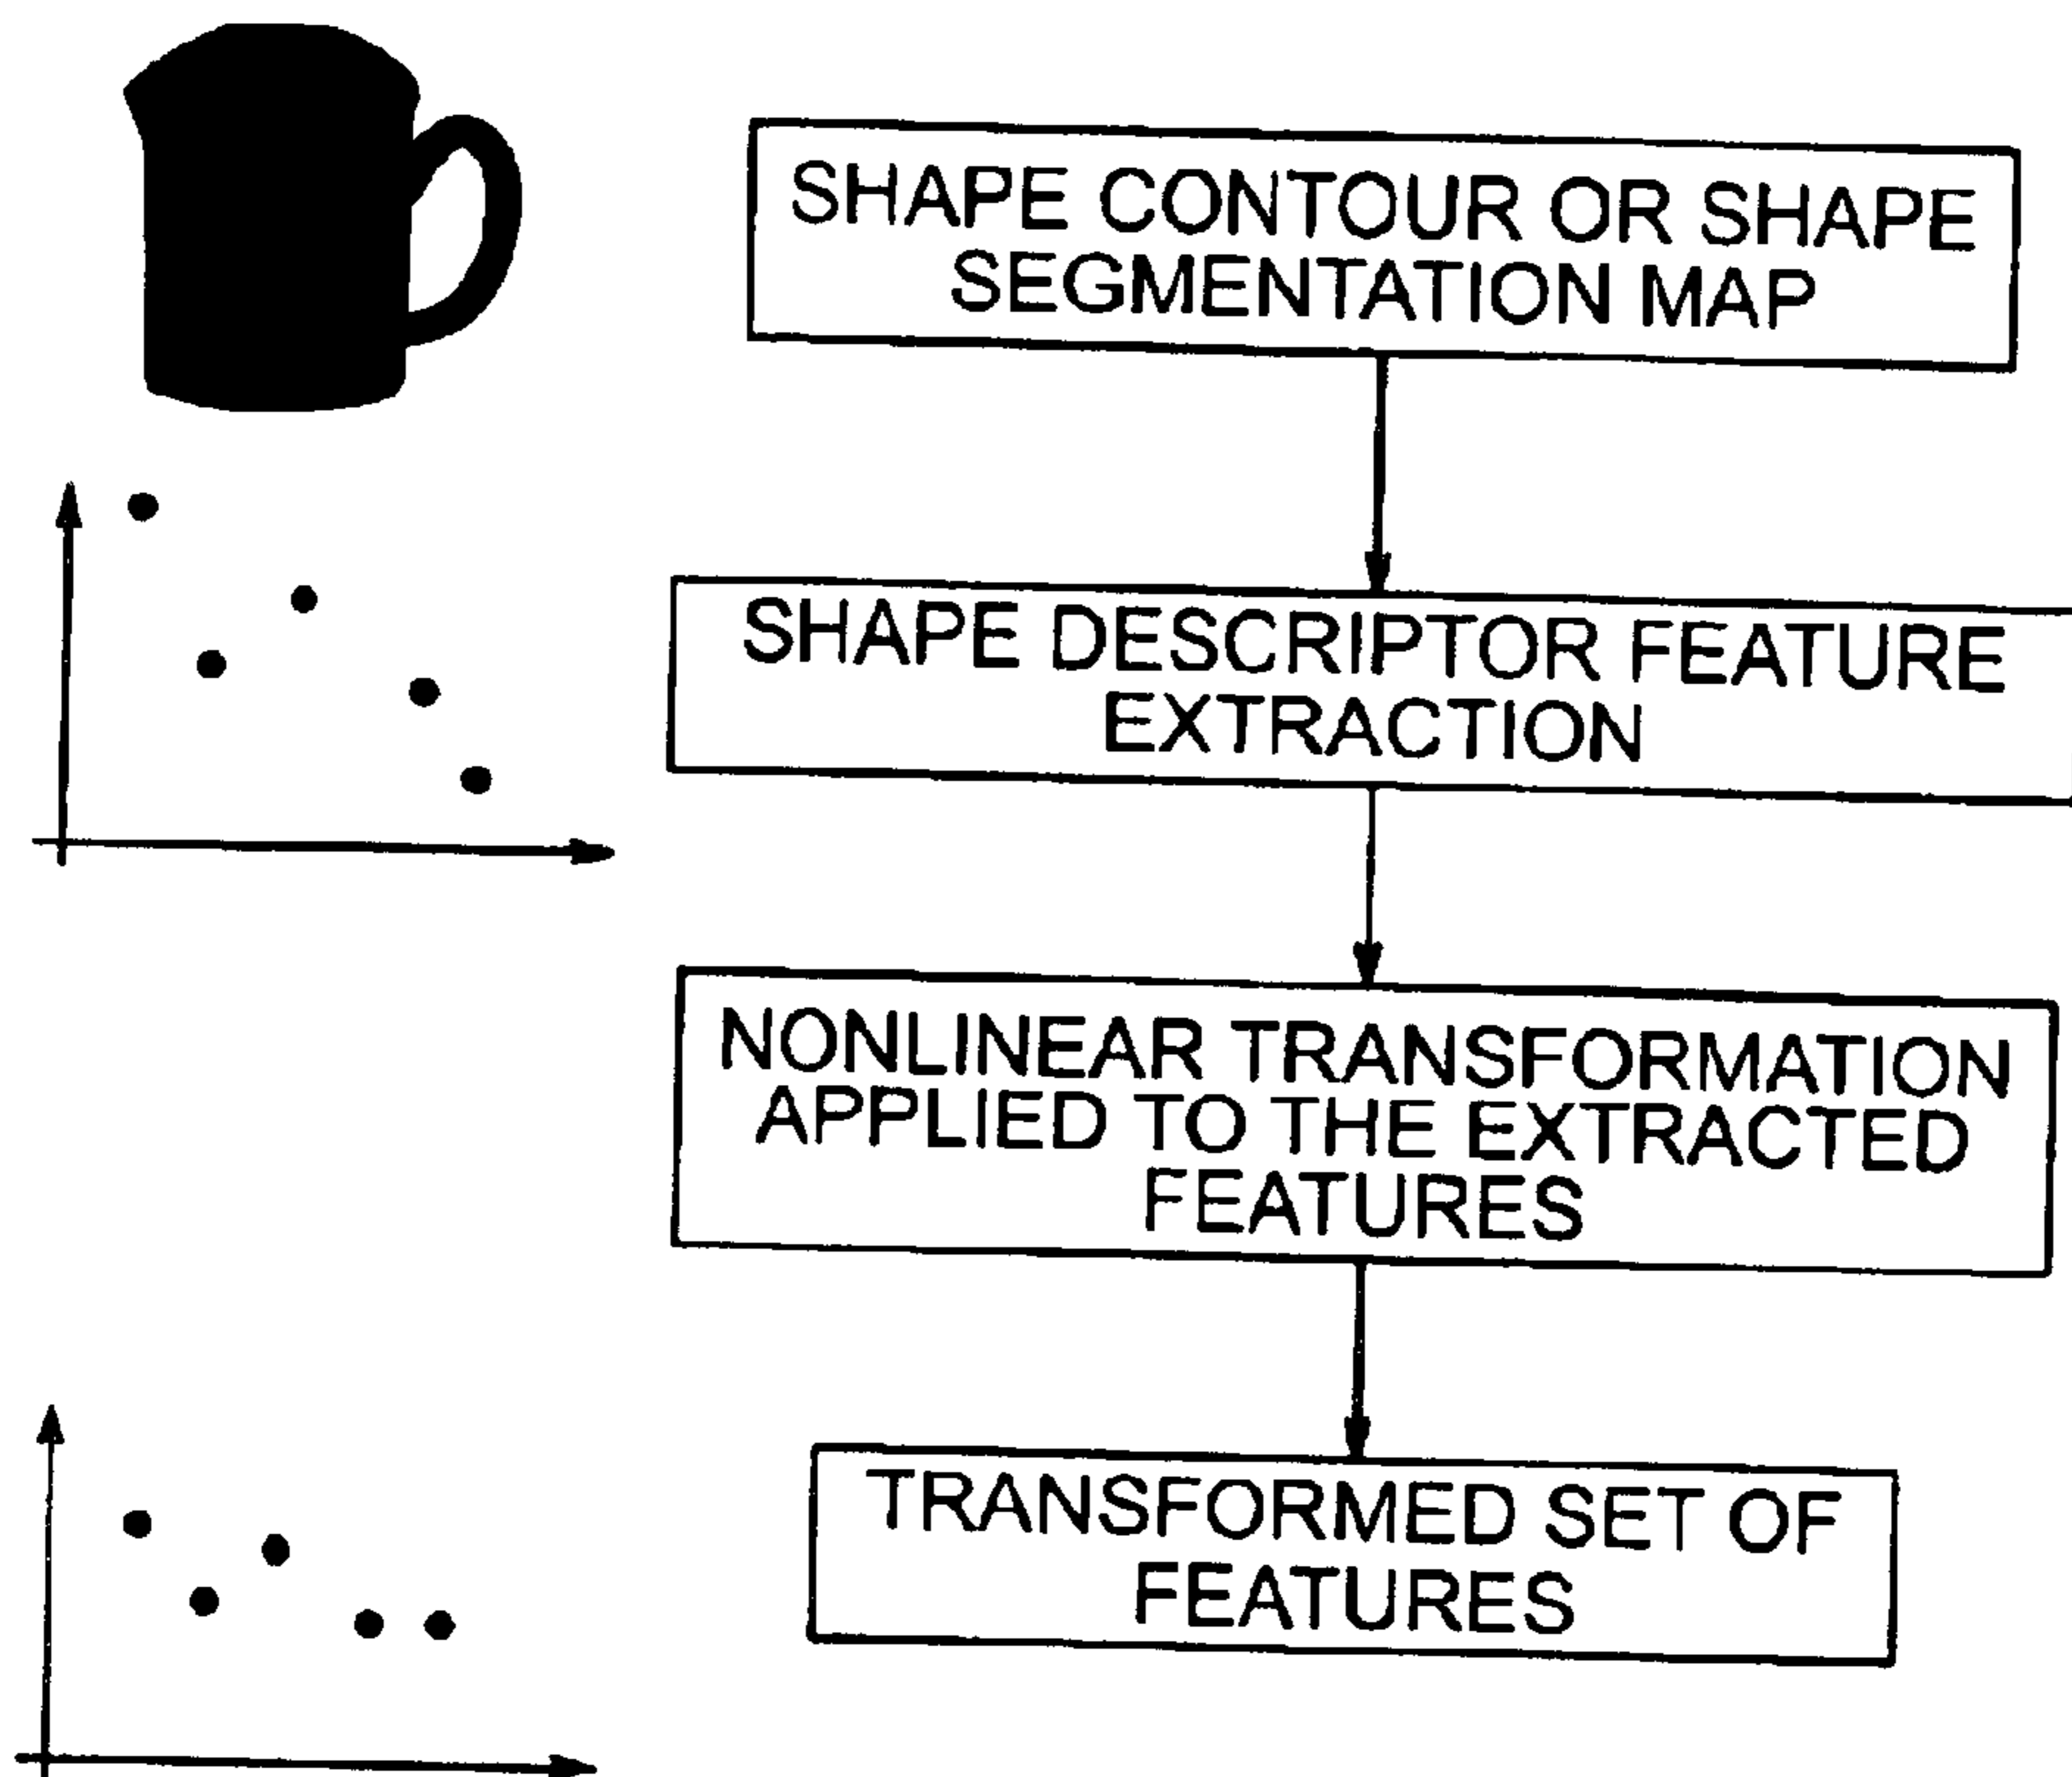 SHAPE CONTOUR OR SHAPE
SEGMENTATION MAP
SHAPE DESCRIPTOR FEATURE
EXTRACTION
NONLINEAR TRANSFORMATION
APPLIED TO THE EXTRACTED
FEATURES
TRANSFORMED SET OF
FEATURES